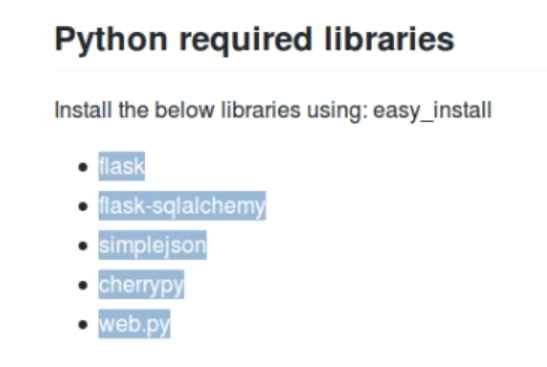 Python required libraries
Install the below libraries using: easy_install
flask
flask-sqlalchemy
simplejson
cherrypy
web.py